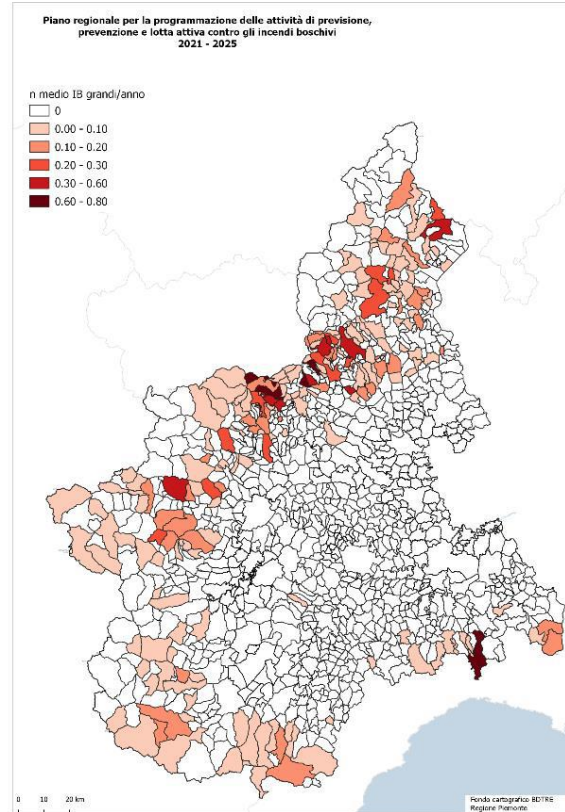 Piano regionale per la programmazione delle attività di previsione,
prevenzione e lotta attiva contro gli incendi boschivi
2021 - 2025
n medio IB grandi/anno
0
0.00 - 0.10
0.10 - 0.20
0.20 - 0.30
0.30 - 0.60
0.60 - 0.80
0 10 20 km
Fondo cartografico BDTRE
Regione Piemonte